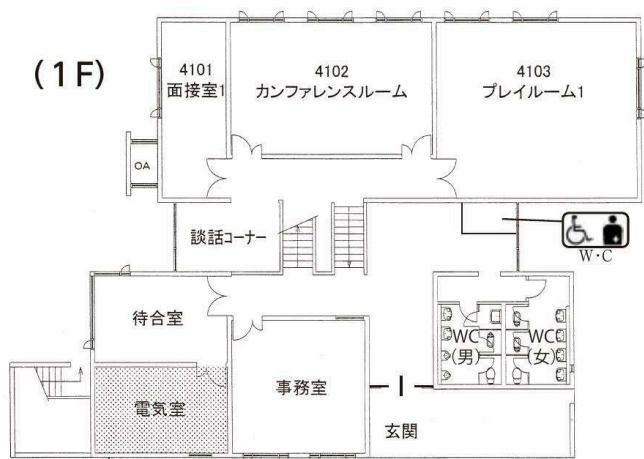 (1F)
4101
面接室1
4102
カンファレンスルーム
4103
プレイルーム1
OA
談話コーナー
W・C
待合室
WC
(男)
WC
(女)
事務室
電気室
玄関